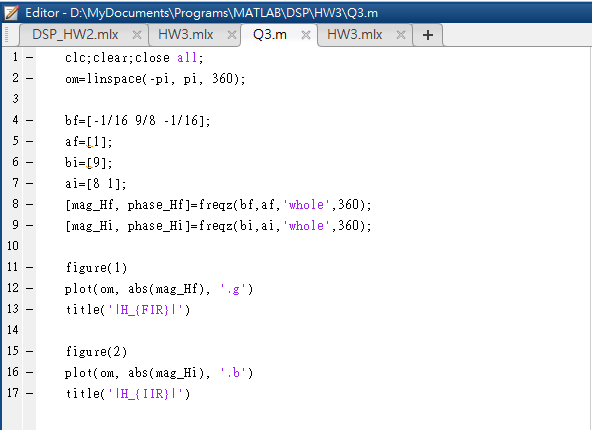 Editor - D:\MyDocuments\Programs\MATLAB\DSP\HW3\Q3.m
DSP_HW2.mlx × HW3.mlx × Q3.m × HW3.mlx × +
1 - clc;clear;close all;
2 - om=linspace(-pi, pi, 360);
3
4 - bf=[-1/16 9/8 -1/16];
5 - af=[1];
6 - bi=[9];
7 - ai=[8 1];
8 - [mag_Hf, phase_Hf]=freqz(bf,af,'whole',360);
9 - [mag_Hi, phase_Hi]=freqz(bi,ai,'whole',360);
10
11 - figure(1)
12 - plot(om, abs(mag_Hf), '.g')
13 - title('|H_{FIR}|')
14
15 - figure(2)
16 - plot(om, abs(mag_Hi), '.b')
17 - title('|H_{IIR}|')